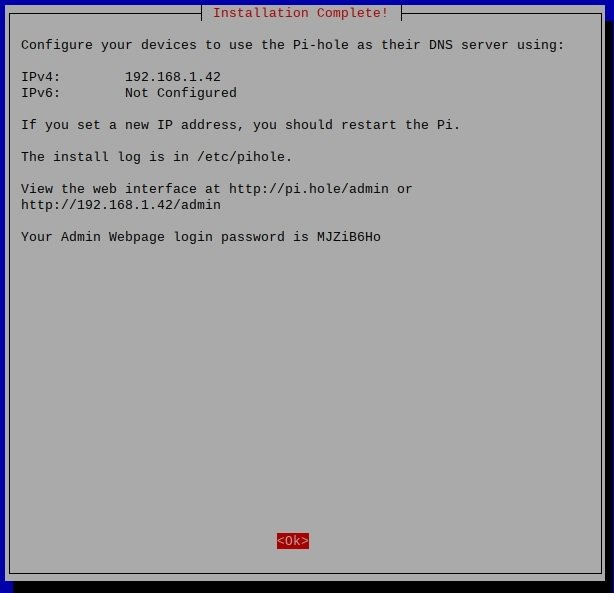 Installation Complete!
Configure your devices to use the Pi-hole as their DNS server using:
IPv4: 192.168.1.42
IPv6: Not Configured
If you set a new IP address, you should restart the Pi.
The install log is in /etc/pihole.
View the web interface at http://pi.hole/admin or
http://192.168.1.42/admin
Your Admin Webpage login password is MJZiB6Ho
<Ok>